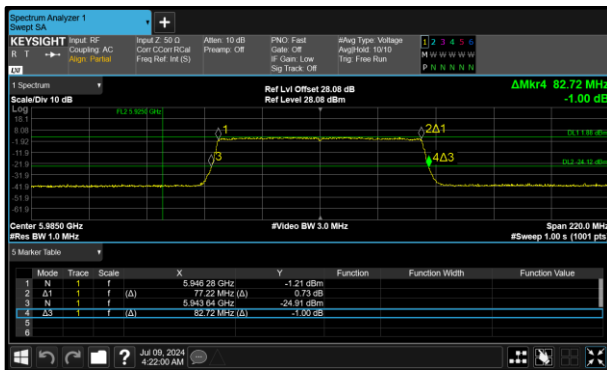 Spectrum Analyzer 1
Swept SA
KEYSIGHT
R T
LXI
Input: RF
Coupling: AC
Align: Partial
Input Z: 50 Ω
Corr CCorr RCal
Freq Ref: Int (S)
Atten: 10 dB
Preamp: Off
PNO: Fast
Gate: Off
IF Gain: Low
Sig Track: Off
#Avg Type: Voltage
Avg|Hold: 10/10
Trig: Free Run
1 2 3 4 5 6
M W W W W W
P N N N N N
1 Spectrum
Scale/Div 10 dB
Ref Lvl Offset 28.08 dB
Ref Level 28.08 dBm
ΔMkr4 82.72 MHz
-1.00 dB
Log
FL2 5.9250 GHz
18.1
8.08
-1.92
-11.9
-21.9
-31.9
-41.9
-51.9
-61.9
1
2Δ1
3
4Δ3
DL2 -24.12 dBm
Center 5.9850 GHz
#Res BW 1.0 MHz
#Video BW 3.0 MHz
Span 220.0 MHz
#Sweep 1.00 s (1001 pts)
5 Marker Table
Mode Trace Scale X Y Function Function Width Function Value
1 N 1 f 5.946 28 GHz -1.21 dBm
2 Δ1 1 f (Δ) 77.22 MHz (Δ) 0.73 dB
3 N 1 f 5.943 64 GHz -24.91 dBm
4 Δ3 1 f (Δ) 82.72 MHz (Δ) -1.00 dB
5
6
?
Jul 09, 2024
4:22:00 AM